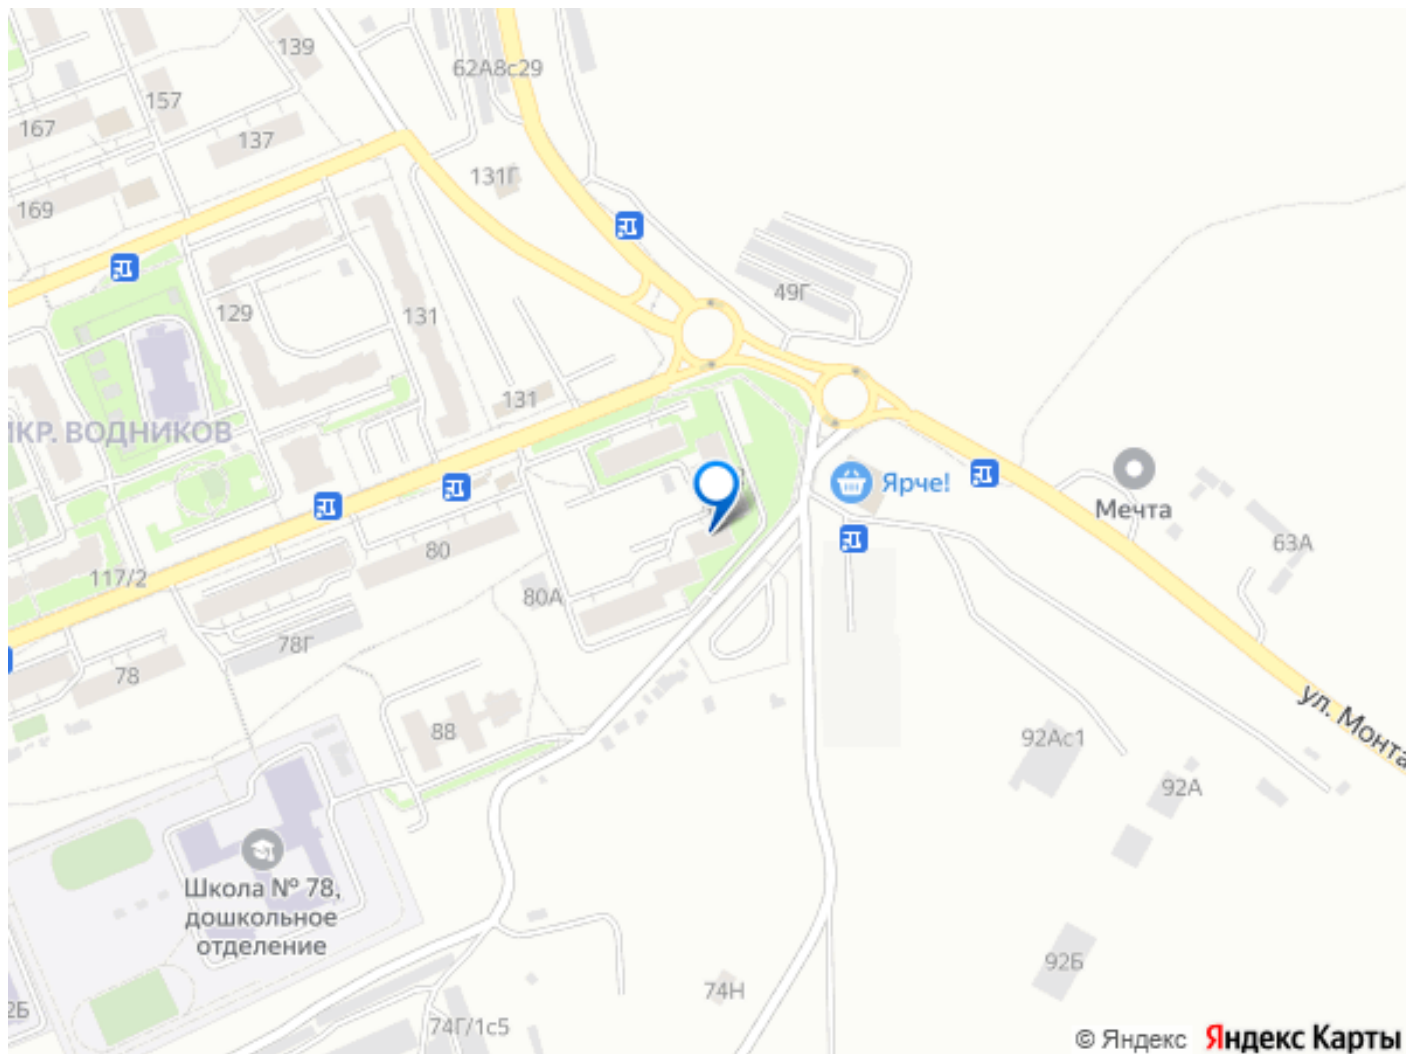 139
62А8с29
157
167
137
131Г
169
49Г
129
131
131
ИКР. ВОДНИКОВ
Ярче!
Мечта
63А
80
117/2
80А
78Г
78
ул. Монта
88
92Ас1
92А
Школа № 78,
дошкольное
отделение
92Б
74Н
2Б
74Г/1с5
© Яндекс Яндекс Карты